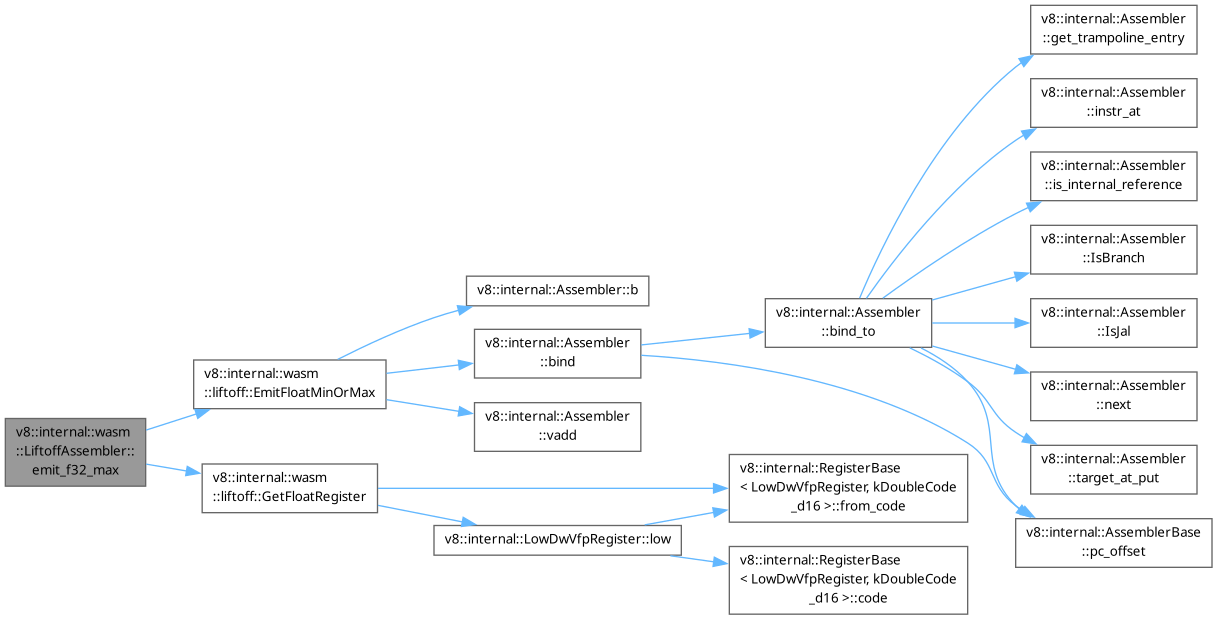 v8::internal::wasm
::LiftoffAssembler::
emit_f32_max
v8::internal::wasm
::liftoff::EmitFloatMinOrMax
v8::internal::wasm
::liftoff::GetFloatRegister
v8::internal::Assembler::b
v8::internal::Assembler
::bind
v8::internal::Assembler
::vadd
v8::internal::LowDwVfpRegister::low
v8::internal::Assembler
::bind_to
v8::internal::RegisterBase
< LowDwVfpRegister, kDoubleCode
_d16 >::from_code
v8::internal::RegisterBase
< LowDwVfpRegister, kDoubleCode
_d16 >::code
v8::internal::Assembler
::get_trampoline_entry
v8::internal::Assembler
::instr_at
v8::internal::Assembler
::is_internal_reference
v8::internal::Assembler
::IsBranch
v8::internal::Assembler
::IsJal
v8::internal::Assembler
::next
v8::internal::Assembler
::target_at_put
v8::internal::AssemblerBase
::pc_offset